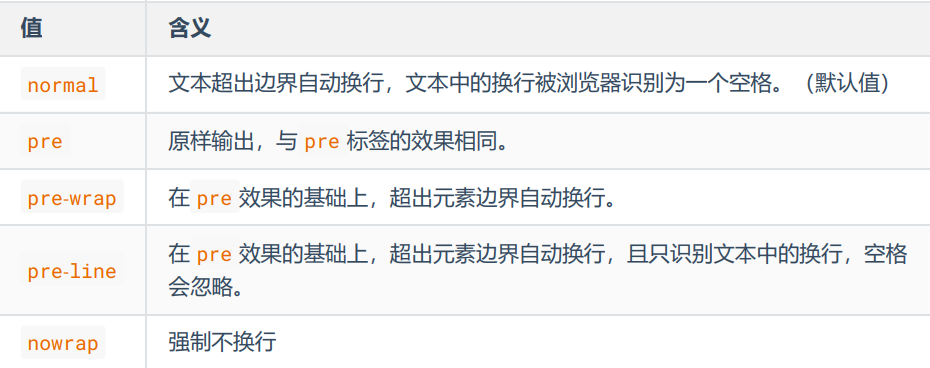 值 含义
normal 文本超出边界自动换行，文本中的换行被浏览器识别为一个空格。（默认值）
pre 原样输出，与 pre 标签的效果相同。
pre-wrap 在 pre 效果的基础上，超出元素边界自动换行。
pre-line 在 pre 效果的基础上，超出元素边界自动换行，且只识别文本中的换行，空格
会忽略。
nowrap 强制不换行